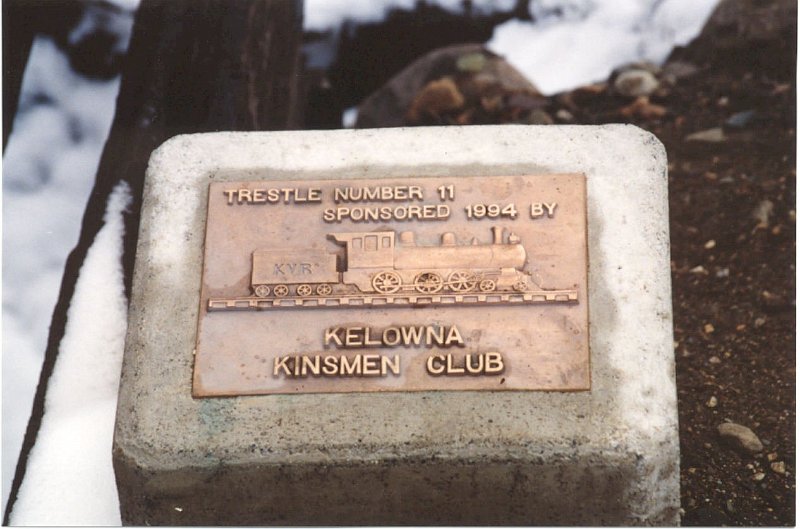 TRESTLE NUMBER 11
SPONSORED 1994 BY
KVR
KELOWNA
KINSMEN CLUB